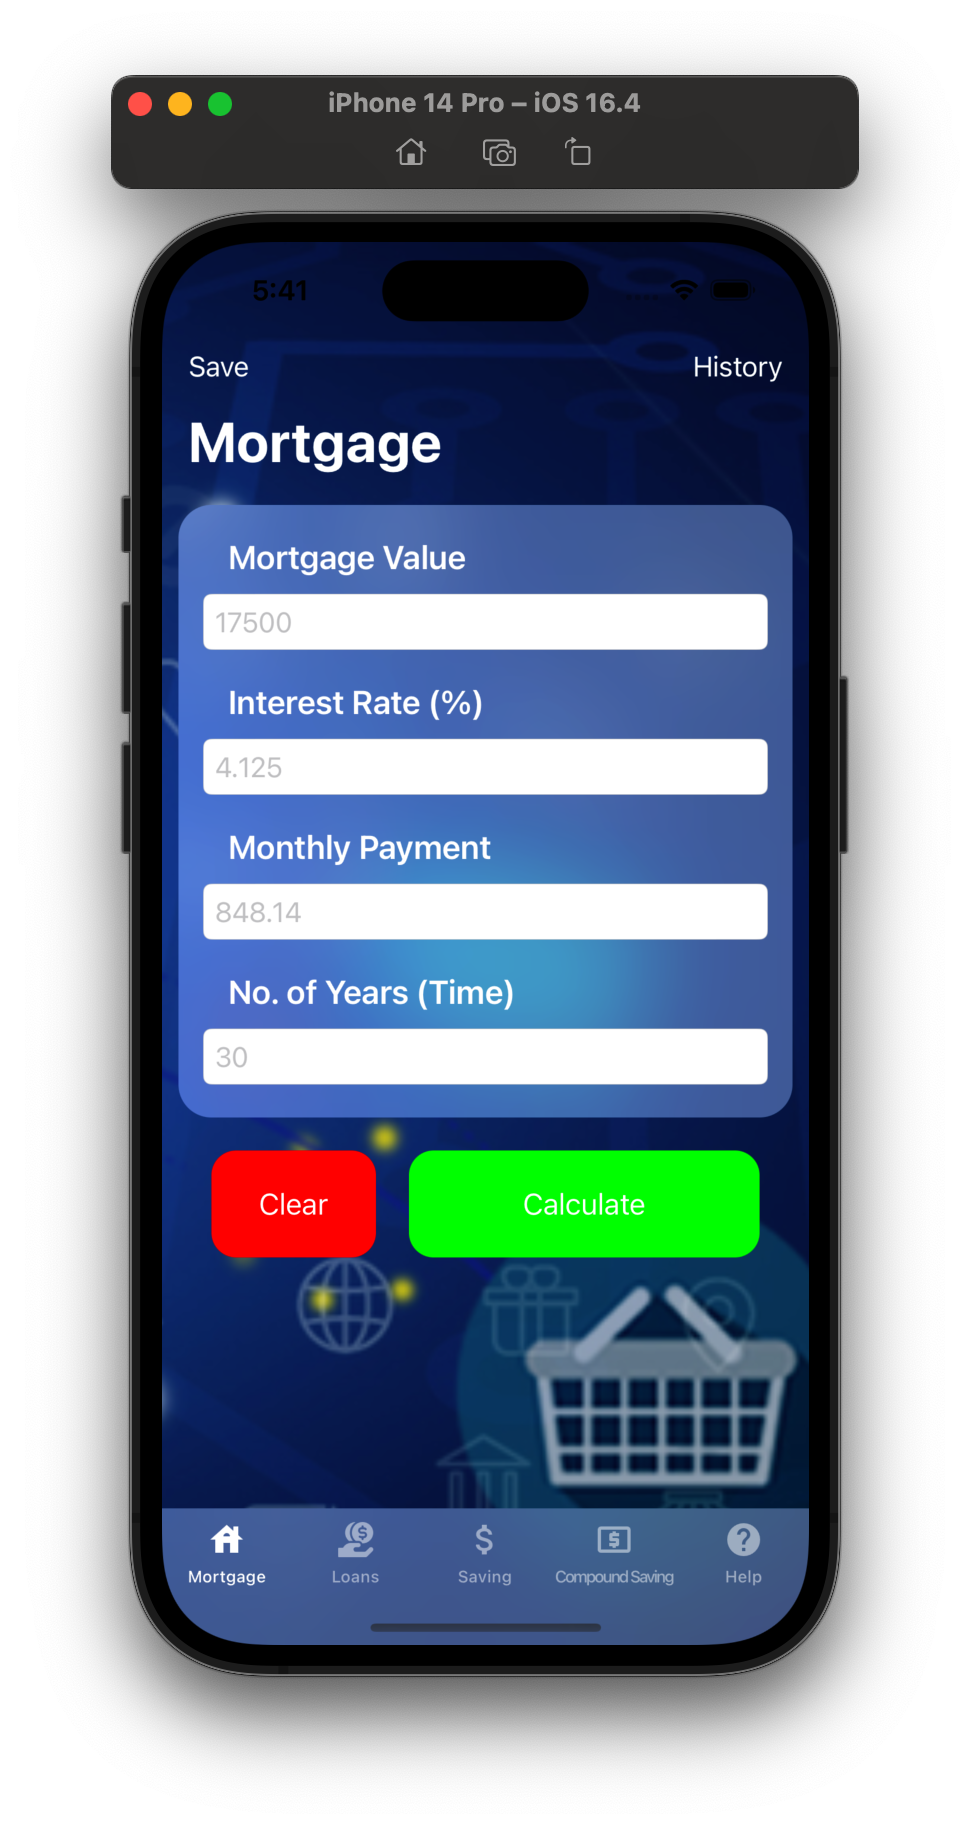 iPhone 14 Pro – iOS 16.4
5:41
Save
History
Mortgage
Mortgage Value
17500
Interest Rate (%)
4.125
Monthly Payment
848.14
No. of Years (Time)
30
Clear
Calculate
Mortgage
Loans
Saving
Compound Saving
Help